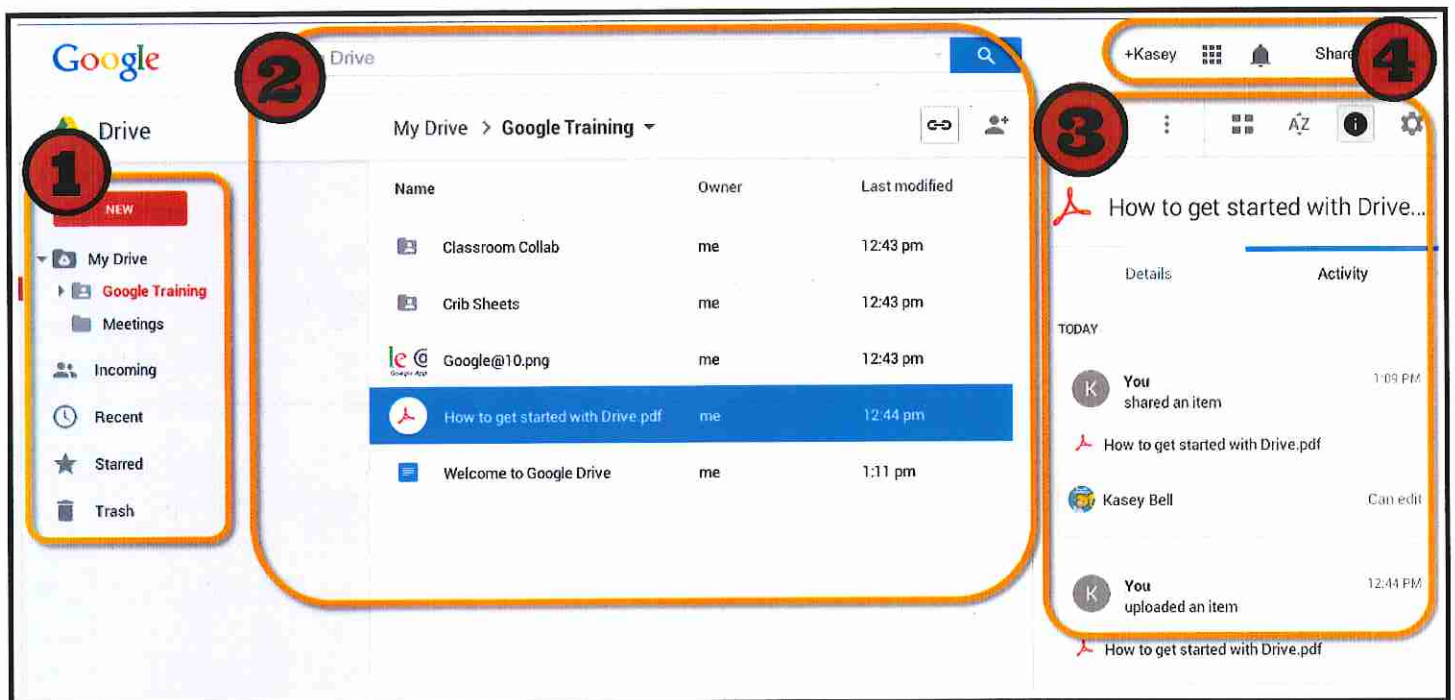 Google
2
Drive
+Kasey
Share
4
Drive
My Drive > Google Training
3
AZ
1
NEW
My Drive
Google Training
Meetings
Incoming
Recent
Starred
Trash
Name Owner Last modified
Classroom Collab me 12:43 pm
Crib Sheets me 12:43 pm
le @
Google App
Google@10.png me 12:43 pm
How to get started with Drive.pdf me 12:44 pm
Welcome to Google Drive me 1:11 pm
How to get started with Drive...
Details Activity
TODAY
K
You 1:09 PM
shared an item
How to get started with Drive.pdf
Kasey Bell Can edit
K
You 12:44 PM
uploaded an item
How to get started with Drive.pdf